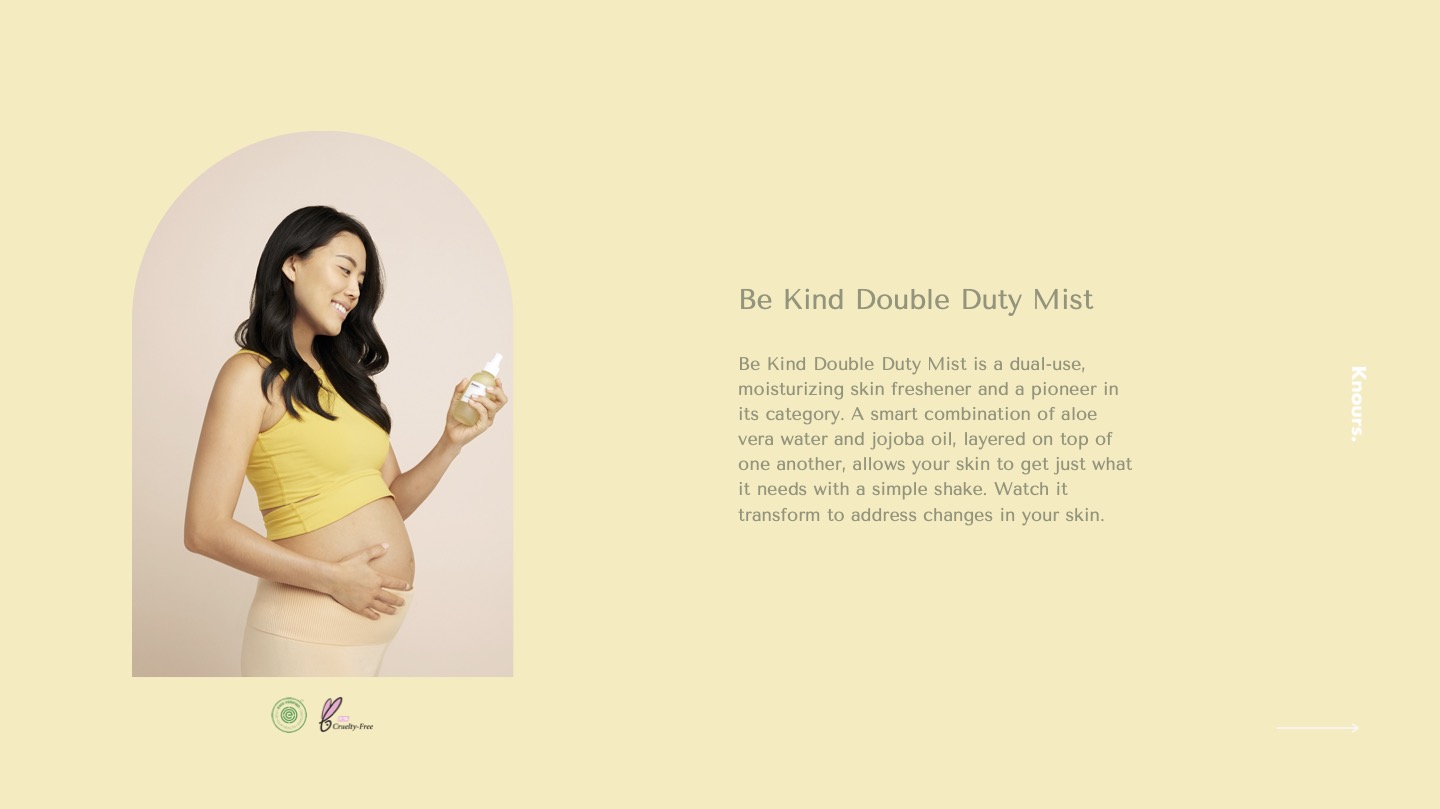 Be Kind Double Duty Mist
Be Kind Double Duty Mist is a dual-use,
moisturizing skin freshener and a pioneer in
its category. A smart combination of aloe
vera water and jojoba oil, layered on top of
one another, allows your skin to get just what
it needs with a simple shake. Watch it
transform to address changes in your skin.
Knours.
Cruelty-Free